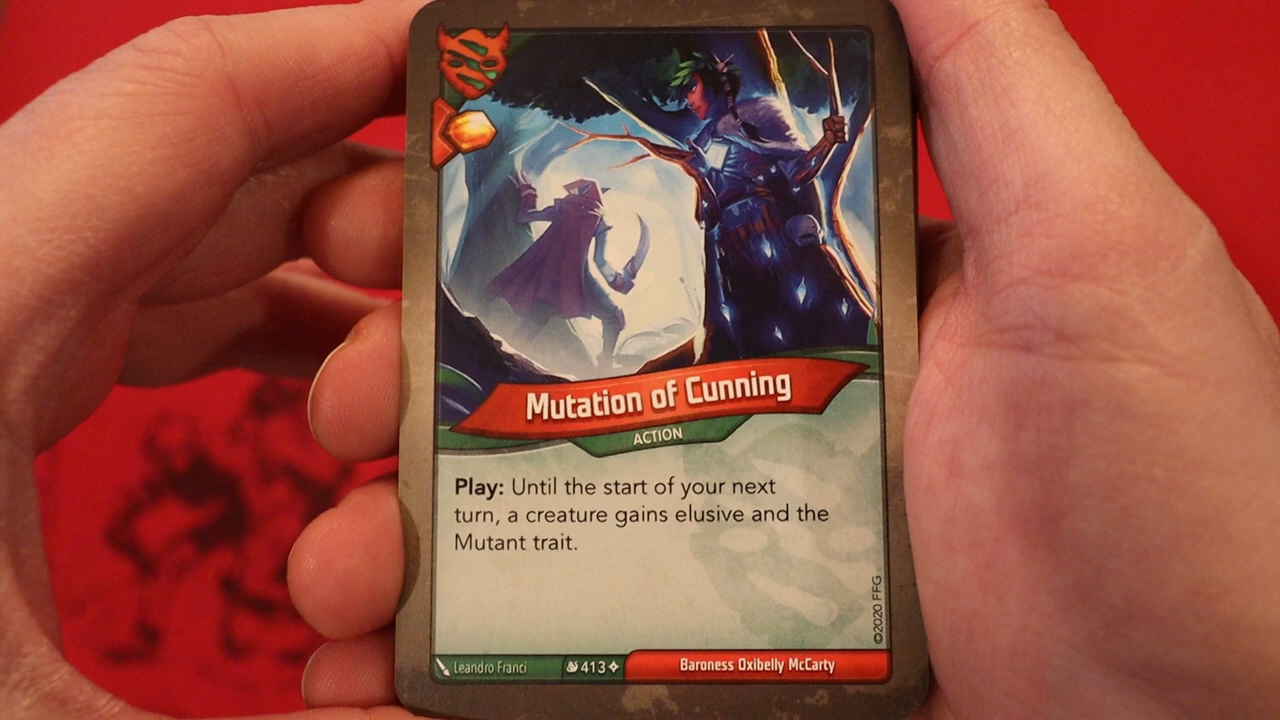 Mutation of Cunning
ACTION
Play: Until the start of your next
turn, a creature gains elusive and the
Mutant trait.
©2020 FFG
Leandro Franci
413
Baroness Oxibelly McCarty